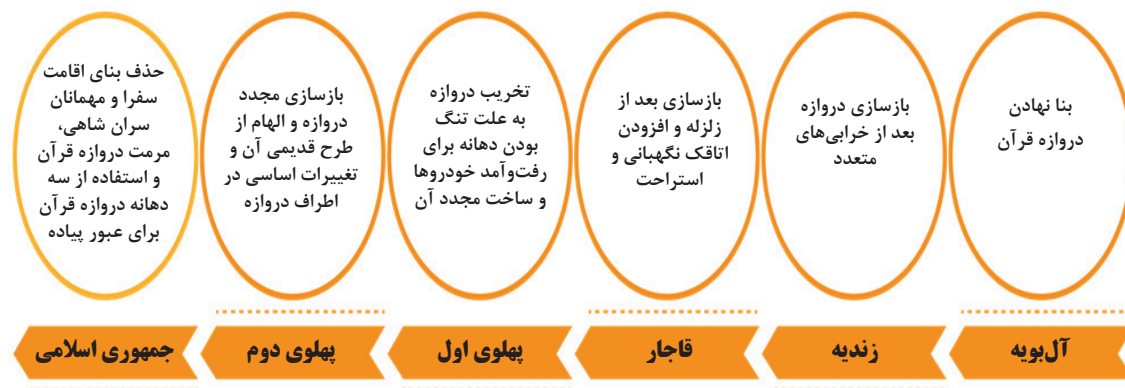 بنا نهادن
دروازه قرآن
بازسازی دروازه
بعد از خرابی‌های
متعدد
بازسازی بعد از
زلزله و افزودن
اتاقک نگهبانی و
استراحت
تخریب دروازه
به علت تنگ
بودن دهانه برای
رفت‌وآمد خودروها
و ساخت مجدد آن
بازسازی مجدد
دروازه و الهام از
طرح قدیمی آن و
تغییرات اساسی در
اطراف دروازه
حذف بنای اقامت
سفرا و مهمانان
سران شاهی،
مرمت دروازه قرآن
و استفاده از سه
دهانه دروازه قرآن
برای عبور پیاده
آل‌بویه
زندیه
قاجار
پهلوی اول
پهلوی دوم
جمهوری اسلامی